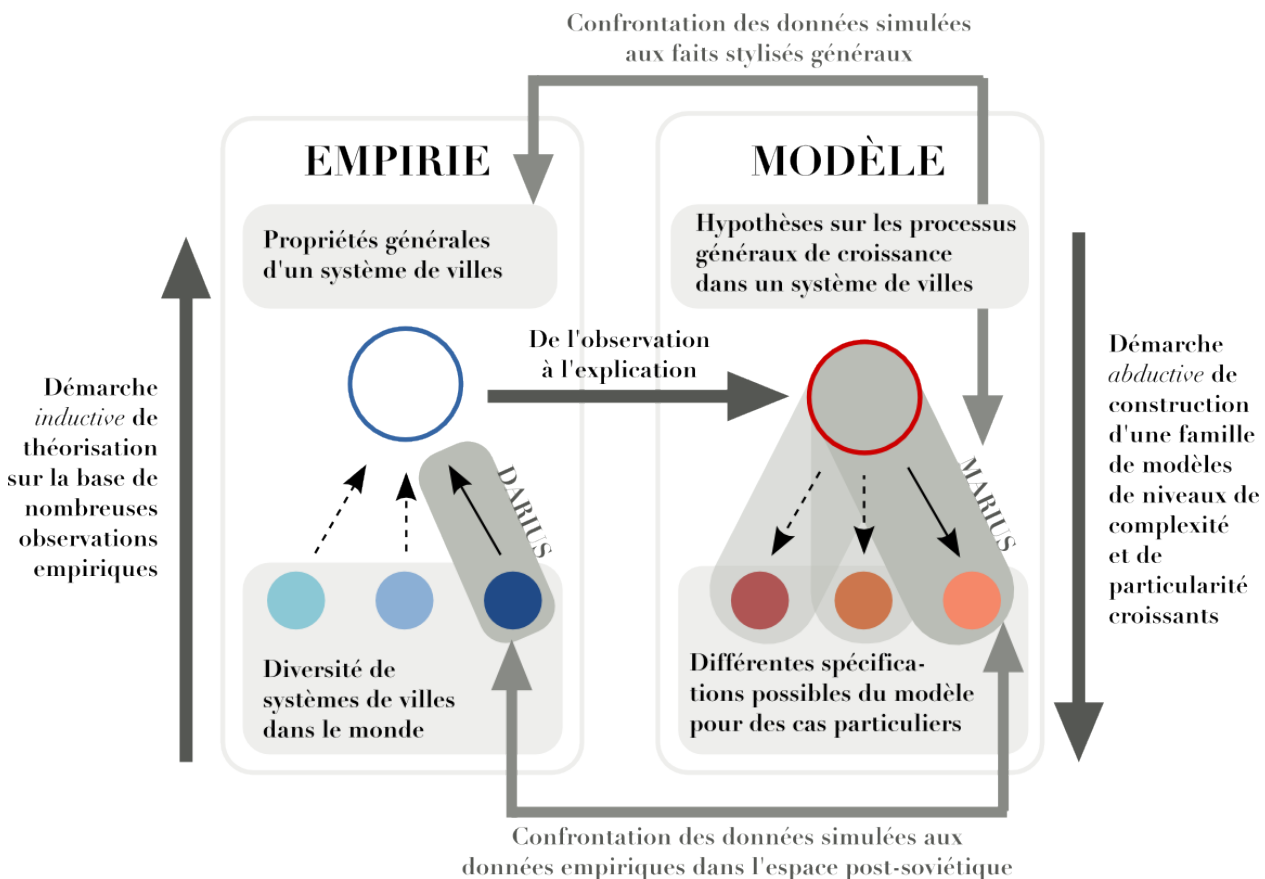 Confrontation des données simulées
aux faits stylisés généraux
EMPIRIE
Propriétés générales
d'un système de villes
MODÈLE
Hypothèses sur les processus
généraux de croissance
dans un système de villes
Démarche
inductive de
théorisation
sur la base de
nombreuses
observations
empiriques
De l'observation
à l'explication
DARIUS
MARIUS
Démarche
abductive de
construction
d'une famille
de modèles
de niveaux de
complexité
et de
particularité
croissants
Diversité de
systèmes de villes
dans le monde
Différentes spécifica-
tions possibles du modèle
pour des cas particuliers
Confrontation des données simulées aux
données empiriques dans l'espace post-soviétique